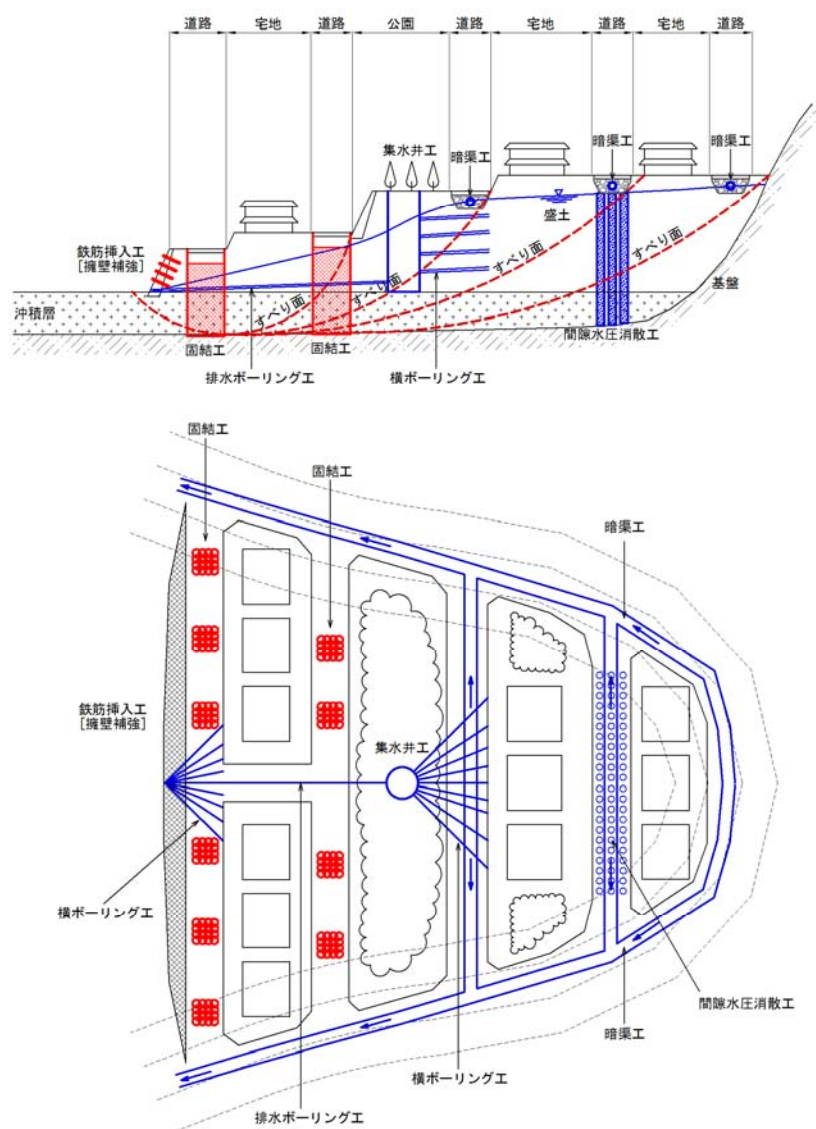 道路
宅地
道路
公園
道路
宅地
道路
宅地
道路
集水井工
暗渠工
暗渠工
暗渠工
盛土
鉄筋挿入工
[擁壁補強]
すべり面
すべり面
すべり面
すべり面
基盤
沖積層
固結工
固結工
間隙水圧消散工
排水ボーリング工
横ボーリング工
固結工
固結工
暗渠工
鉄筋挿入工
[擁壁補強]
集水井工
横ボーリング工
間隙水圧消散工
暗渠工
横ボーリング工
排水ボーリング工